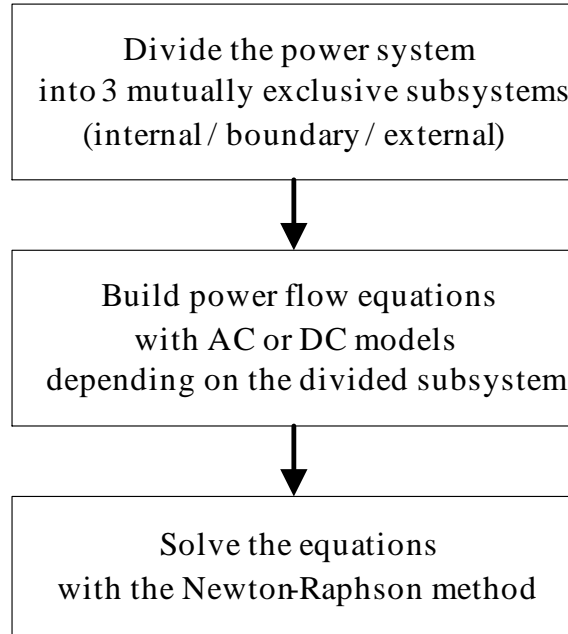 Divide the power system
into 3 mutually exclusive subsystems
(internal / boundary / external)
Build power flow equations
with AC or DC models
depending on the divided subsystem
Solve the equations
with the Newton-Raphson method